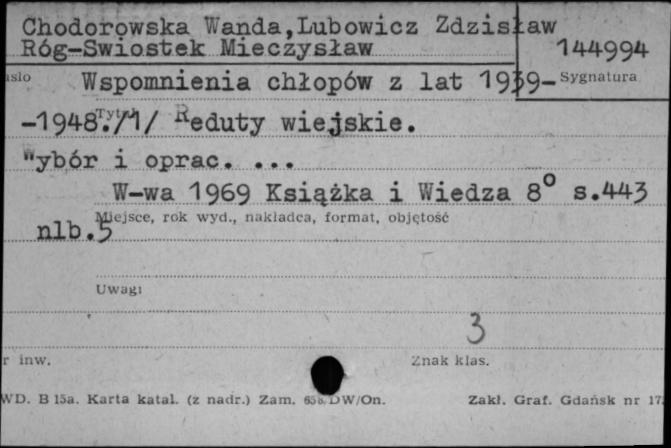 Chodorowska Wanda,Lubowicz Zdzisław
Róg-Swiostek Mieczysław
144994
Sygnatura
asło
Wspomnienia chłopów z lat 1939-
Tytuł
-1948./1/ Reduty wiejskie.
Wybór i oprac. ...
W-wa 1969 Książka i Wiedza 8° s.443
Miejsce, rok wyd., nakładca, format, objętość
nlb.5
Uwagi
3
r inw.
Znak klas.
WD. B 15a. Karta katal. (z nadr.) Zam. DW/On.
Zakł. Graf. Gdańsk nr 17